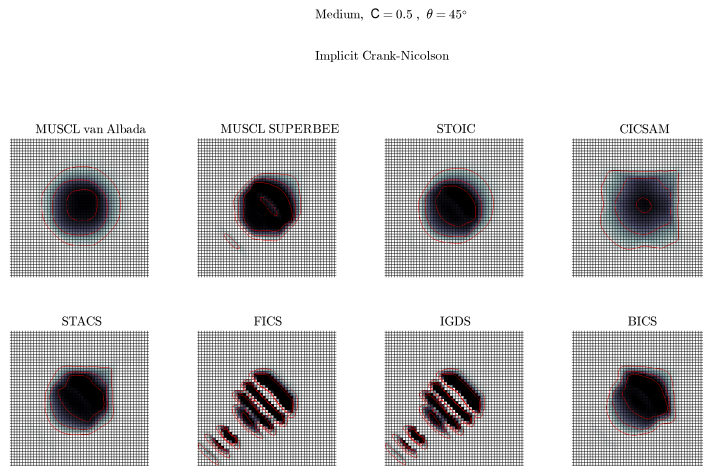 Medium, C = 0.5 , θ = 45°
Implicit Crank-Nicolson
MUSCL van Albada MUSCL SUPERBEE STOIC CICSAM
STACS FICS IGDS BICS